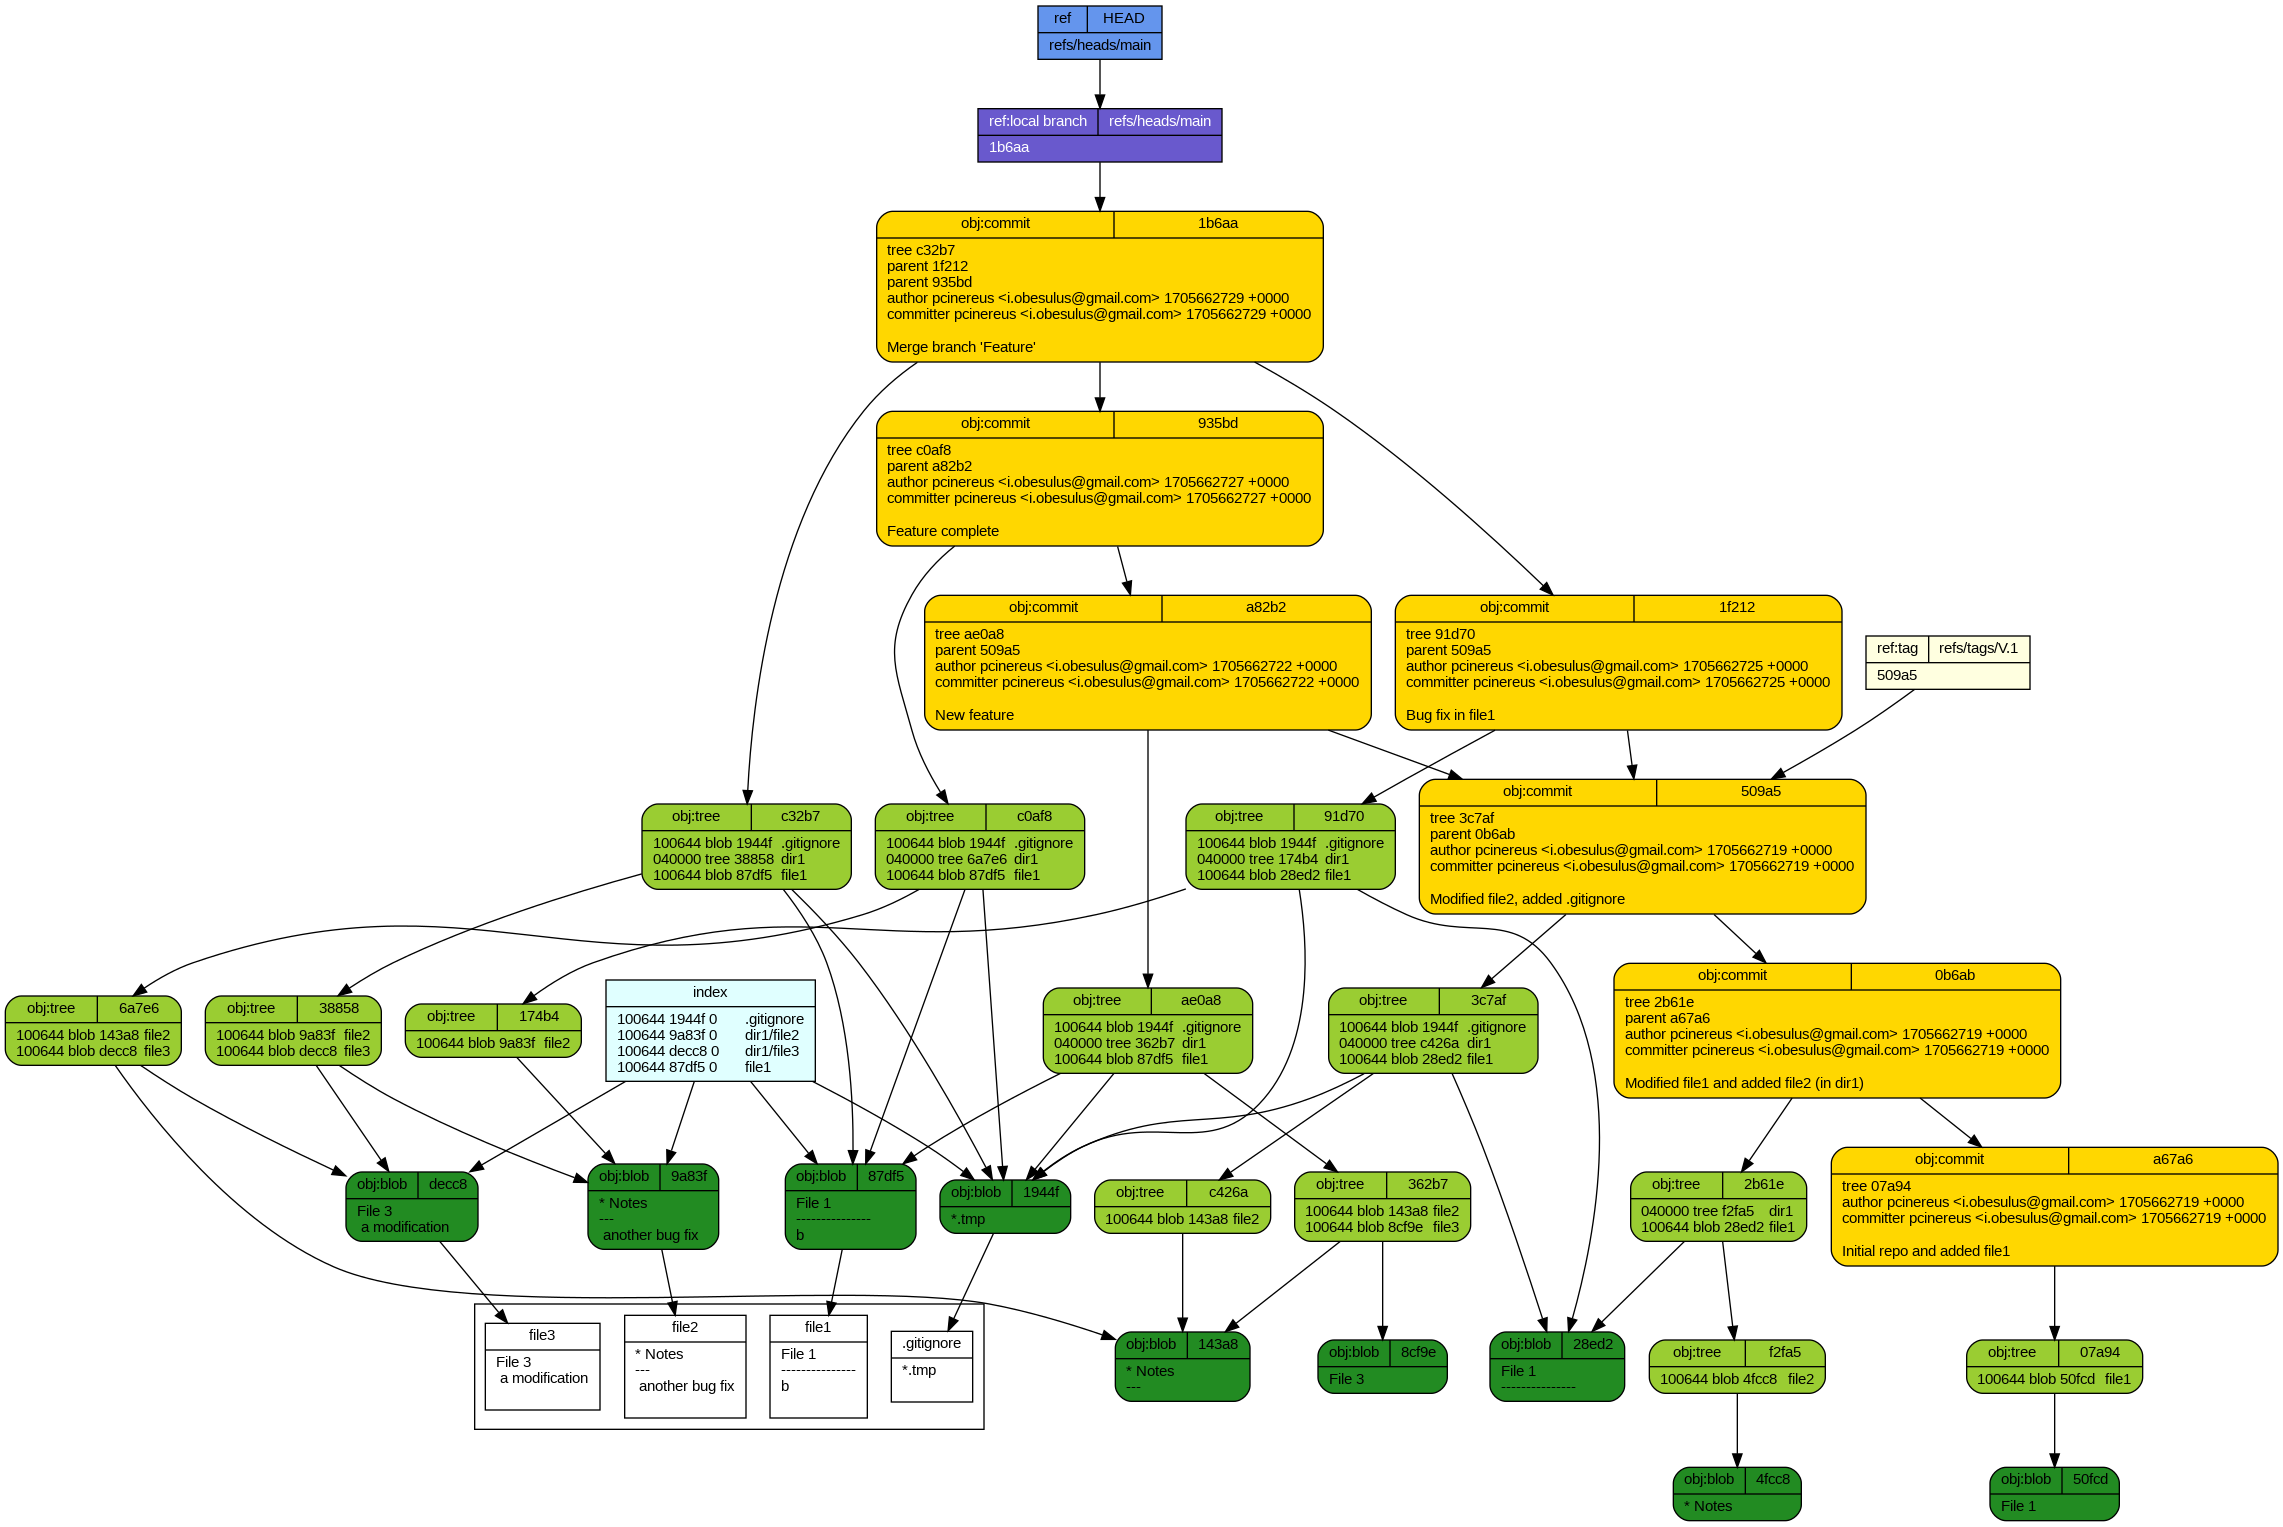 ref HEAD
refs/heads/main
ref:local branch refs/heads/main
1b6aa
obj:commit 1b6aa
tree c32b7
parent 1f212
parent 935bd
author pcinereus <i.obesulus@gmail.com> 1705662729 +0000
committer pcinereus <i.obesulus@gmail.com> 1705662729 +0000
Merge branch 'Feature'
obj:commit 935bd
tree c0af8
parent a82b2
author pcinereus <i.obesulus@gmail.com> 1705662727 +0000
committer pcinereus <i.obesulus@gmail.com> 1705662727 +0000
Feature complete
obj:commit a82b2
tree ae0a8
parent 509a5
author pcinereus <i.obesulus@gmail.com> 1705662722 +0000
committer pcinereus <i.obesulus@gmail.com> 1705662722 +0000
New feature
obj:commit 1f212
tree 91d70
parent 509a5
author pcinereus <i.obesulus@gmail.com> 1705662725 +0000
committer pcinereus <i.obesulus@gmail.com> 1705662725 +0000
Bug fix in file1
ref:tag refs/tags/V.1
509a5
obj:tree c32b7
100644 blob 1944f .gitignore
040000 tree 38858 dir1
100644 blob 87df5 file1
obj:tree c0af8
100644 blob 1944f .gitignore
040000 tree 6a7e6 dir1
100644 blob 87df5 file1
obj:tree 91d70
100644 blob 1944f .gitignore
040000 tree 174b4 dir1
100644 blob 28ed2 file1
obj:commit 509a5
tree 3c7af
parent 0b6ab
author pcinereus <i.obesulus@gmail.com> 1705662719 +0000
committer pcinereus <i.obesulus@gmail.com> 1705662719 +0000
Modified file2, added .gitignore
obj:tree 6a7e6
100644 blob 143a8 file2
100644 blob decc8 file3
obj:tree 38858
100644 blob 9a83f file2
100644 blob decc8 file3
obj:tree 174b4
100644 blob 9a83f file2
index
100644 1944f 0 .gitignore
100644 9a83f 0 dir1/file2
100644 decc8 0 dir1/file3
100644 87df5 0 file1
obj:tree ae0a8
100644 blob 1944f .gitignore
040000 tree 362b7 dir1
100644 blob 87df5 file1
obj:tree 3c7af
100644 blob 1944f .gitignore
040000 tree c426a dir1
100644 blob 28ed2 file1
obj:commit 0b6ab
tree 2b61e
parent a67a6
author pcinereus <i.obesulus@gmail.com> 1705662719 +0000
committer pcinereus <i.obesulus@gmail.com> 1705662719 +0000
Modified file1 and added file2 (in dir1)
obj:blob decc8
File 3
a modification
obj:blob 9a83f
* Notes
---
another bug fix
obj:blob 87df5
File 1
---------------
b
obj:blob 1944f
*.tmp
obj:tree c426a
100644 blob 143a8 file2
obj:tree 362b7
100644 blob 143a8 file2
100644 blob 8cf9e file3
obj:tree 2b61e
040000 tree f2fa5 dir1
100644 blob 28ed2 file1
obj:commit a67a6
tree 07a94
author pcinereus <i.obesulus@gmail.com> 1705662719 +0000
committer pcinereus <i.obesulus@gmail.com> 1705662719 +0000
Initial repo and added file1
file3
File 3
a modification
file2
* Notes
---
another bug fix
file1
File 1
---------------
b
.gitignore
*.tmp
obj:blob 143a8
* Notes
---
obj:blob 8cf9e
File 3
obj:blob 28ed2
File 1
---------------
obj:tree f2fa5
100644 blob 4fcc8 file2
obj:tree 07a94
100644 blob 50fcd file1
obj:blob 4fcc8
* Notes
obj:blob 50fcd
File 1